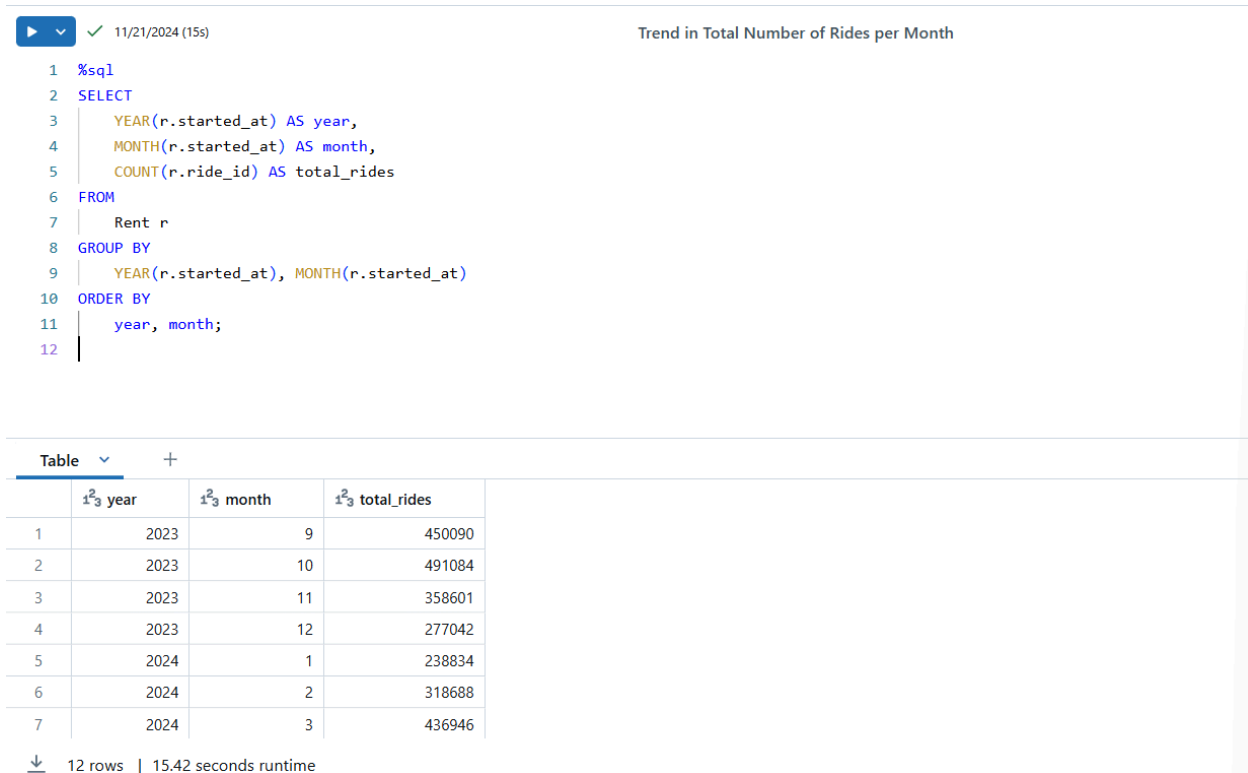 11/21/2024 (15s)
Trend in Total Number of Rides per Month
1 %sql
2 SELECT
3 YEAR(r.started_at) AS year,
4 MONTH(r.started_at) AS month,
5 COUNT(r.ride_id) AS total_rides
6 FROM
7 Rent r
8 GROUP BY
9 YEAR(r.started_at), MONTH(r.started_at)
10 ORDER BY
11 year, month;
12
Table +
123 year 123 month 123 total_rides
1 2023 9 450090
2 2023 10 491084
3 2023 11 358601
4 2023 12 277042
5 2024 1 238834
6 2024 2 318688
7 2024 3 436946
12 rows | 15.42 seconds runtime